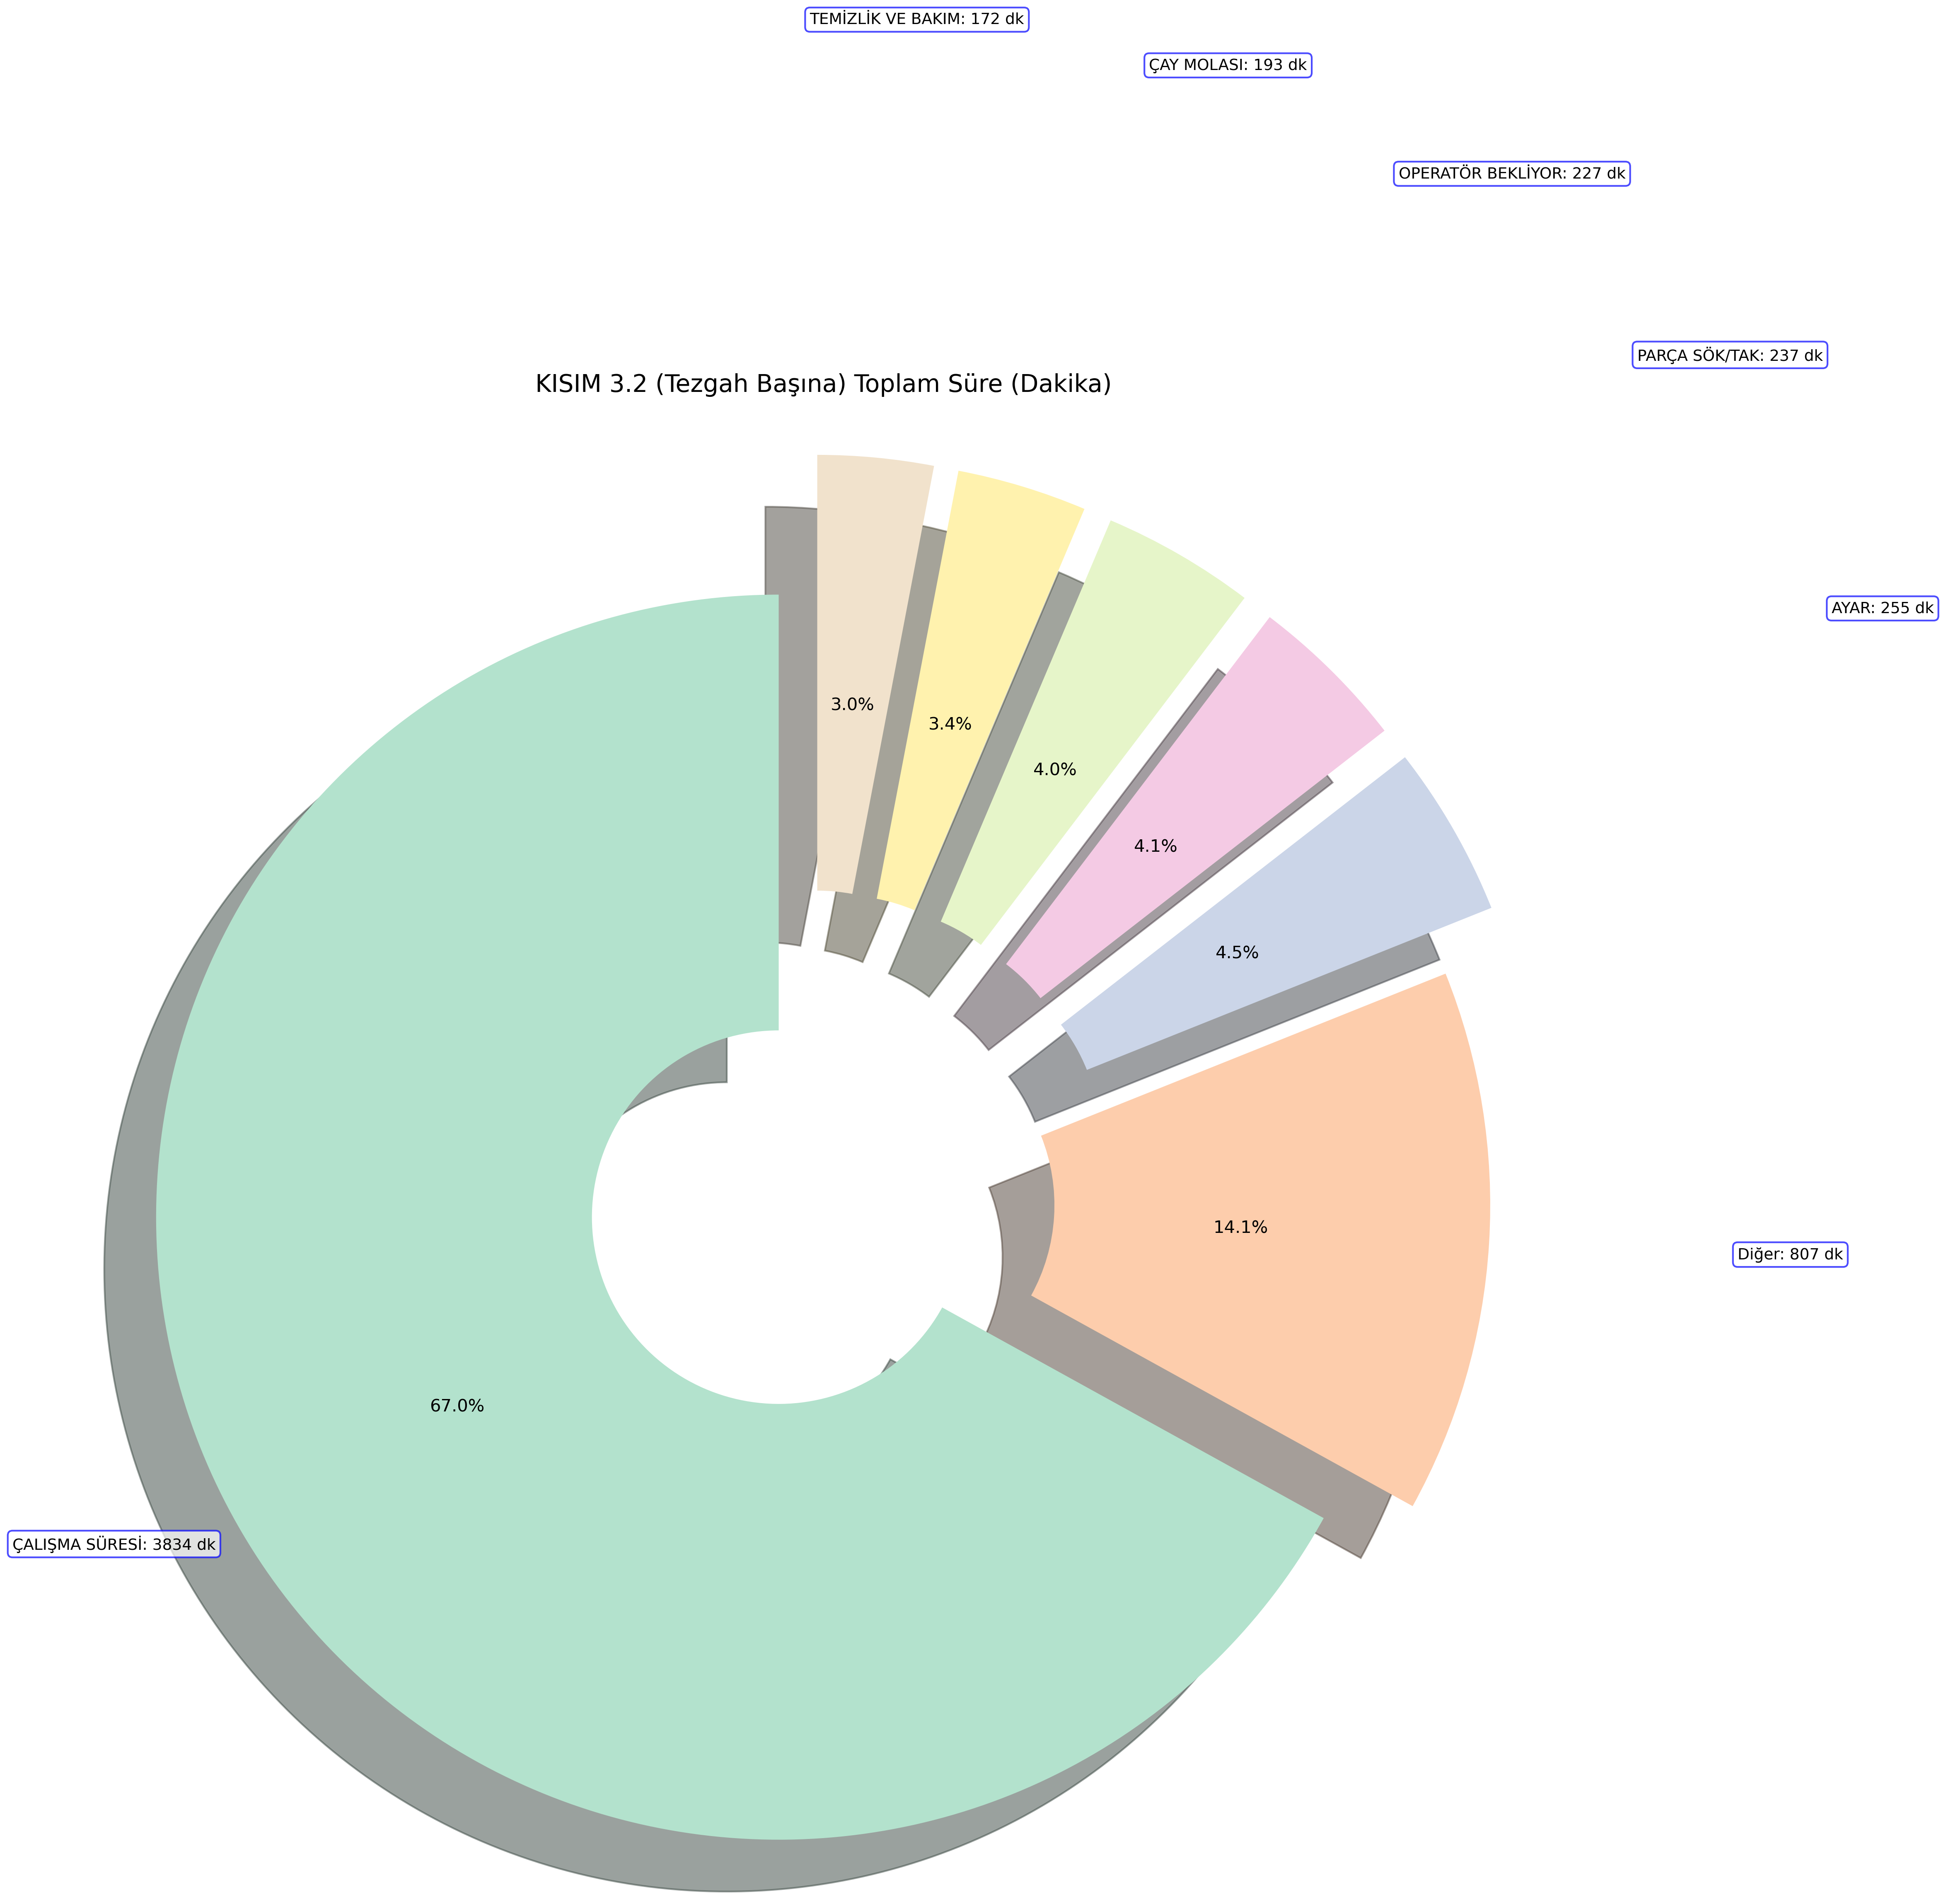 TEMİZLİK VE BAKIM: 172 dk
ÇAY MOLASI: 193 dk
OPERATÖR BEKLİYOR: 227 dk
PARÇA SÖK/TAK: 237 dk
KISIM 3.2 (Tezgah Başına) Toplam Süre (Dakika)
AYAR: 255 dk
3.0%
3.4%
4.0%
4.1%
4.5%
14.1%
Diğer: 807 dk
67.0%
ÇALIŞMA SÜRESİ: 3834 dk